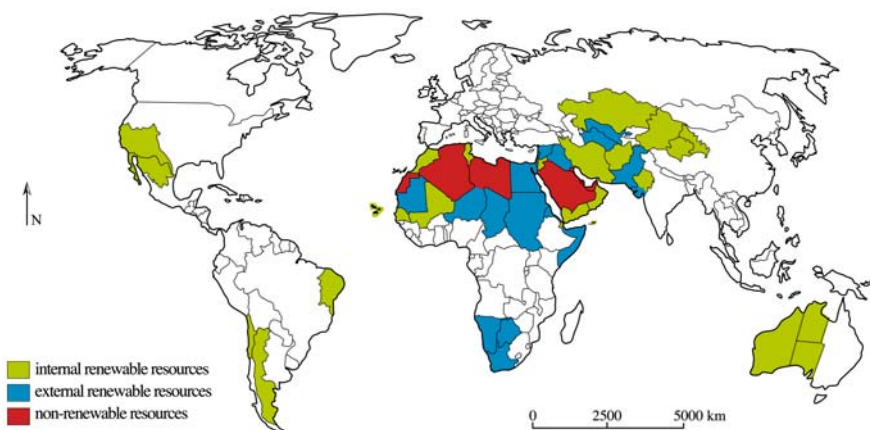 N
internal renewable resources
external renewable resources
non-renewable resources
0 2500 5000 km